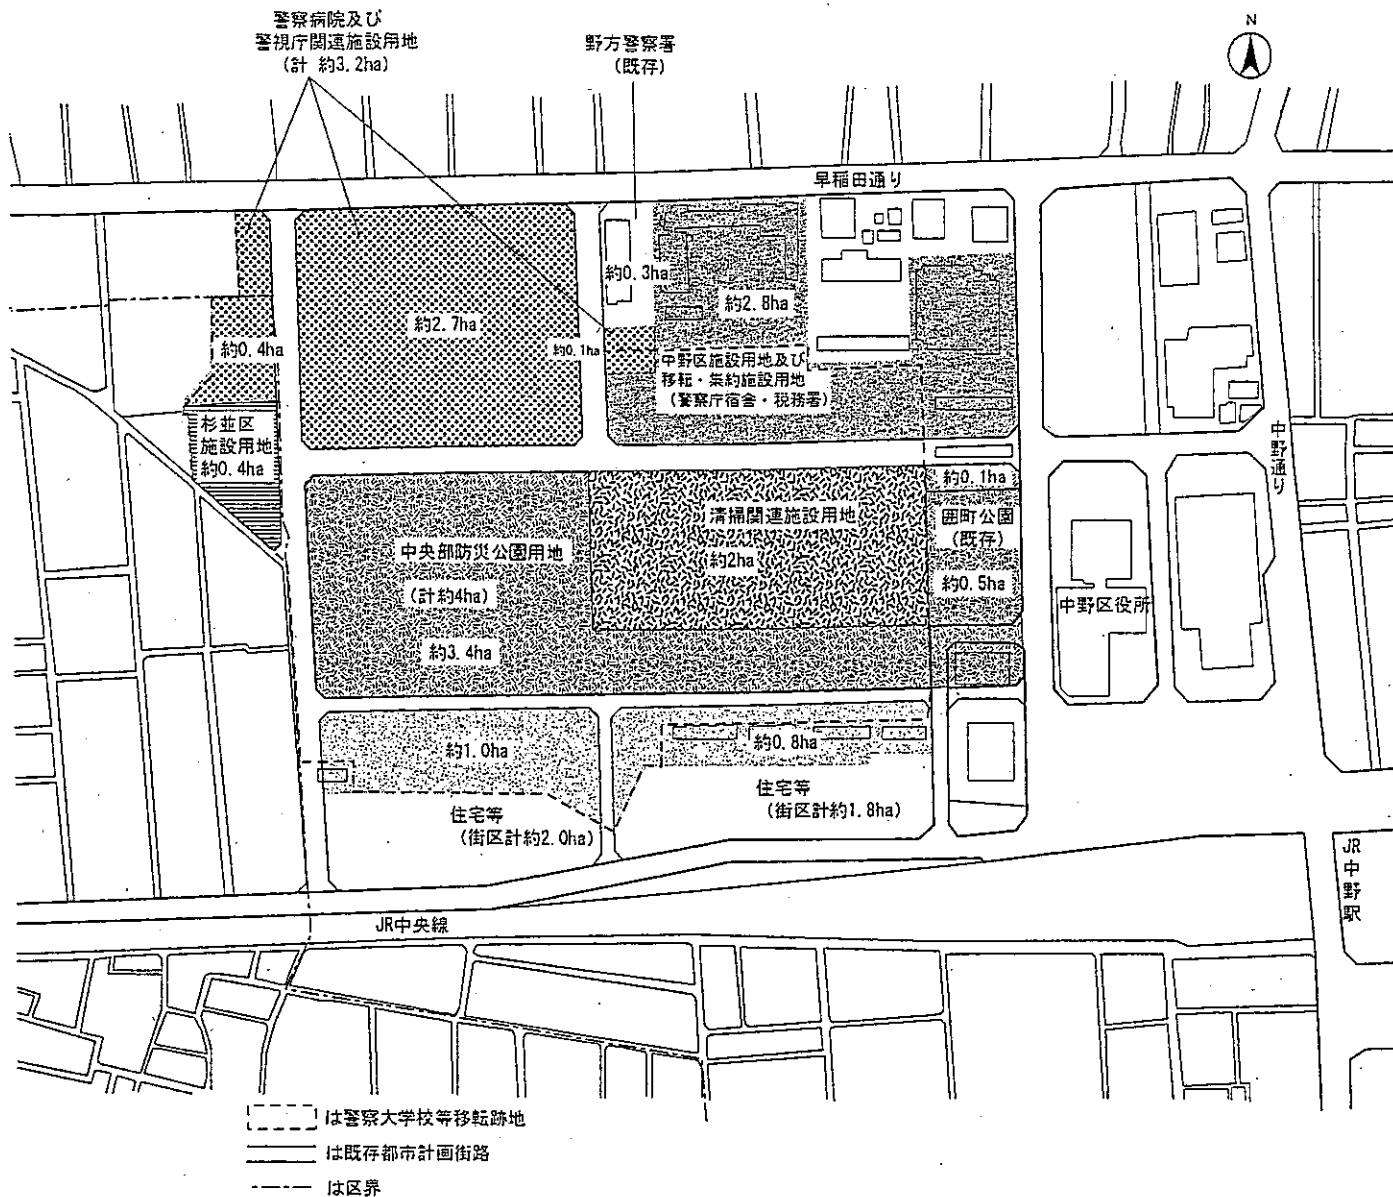 警察病院及び
警視庁関連施設用地
(計 約3.2ha)
野方警察署
(既存)
N
早稲田通り
約0.3ha
約2.8ha
約2.7ha
約0.1ha
約0.4ha
中野区施設用地及び
移転・集約施設用地
(警察庁宿舎・税務署)
杉並区
施設用地
約0.4ha
中野通り
約0.1ha
清掃関連施設用地
約2ha
囲町公園
(既存)
約0.5ha
中央部防災公園用地
(計約4ha)
約3.4ha
中野区役所
約1.0ha
約0.8ha
住宅等
(街区計約2.0ha)
住宅等
(街区計約1.8ha)
JR中野駅
JR中央線
は警察大学校等移転跡地
は既存都市計画街路
は区界